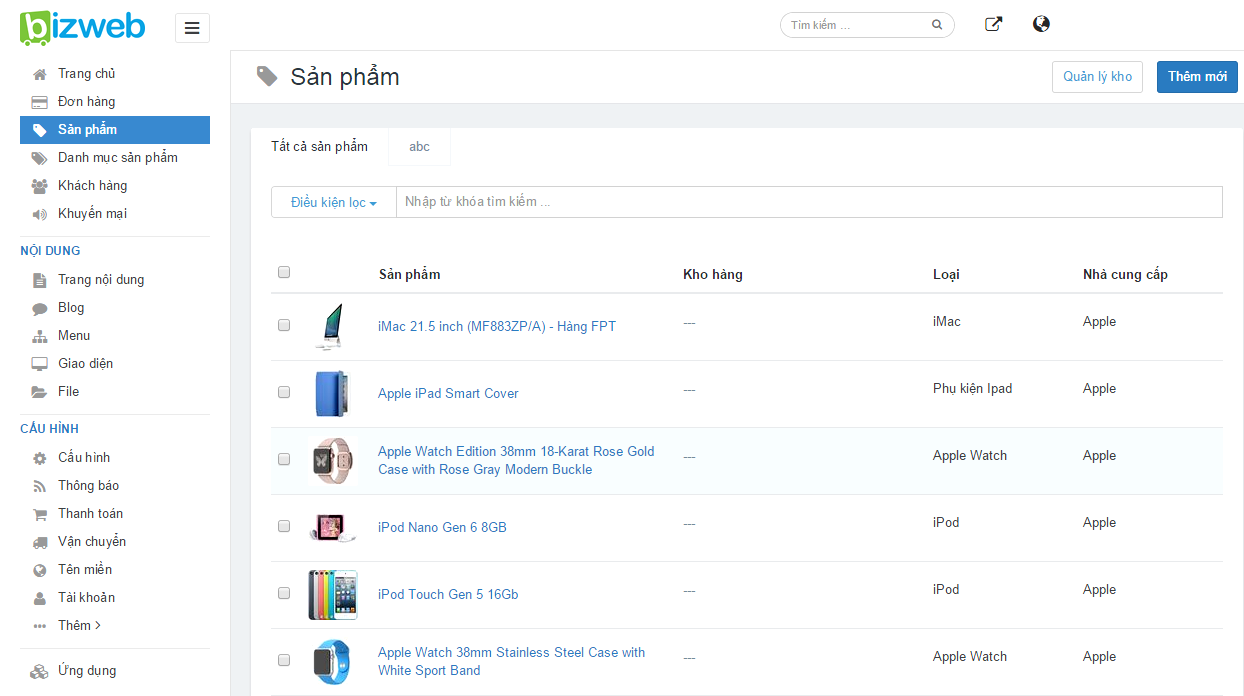 bizweb
Tìm kiếm ...
Trang chủ
Đơn hàng
Sản phẩm
Danh mục sản phẩm
Khách hàng
Khuyến mại
NỘI DUNG
Trang nội dung
Blog
Menu
Giao diện
File
CẤU HÌNH
Cấu hình
Thông báo
Thanh toán
Vận chuyển
Tên miền
Tài khoản
Thêm >
Ứng dụng
Sản phẩm
Quản lý kho
Thêm mới
Tất cả sản phẩm
abc
Điều kiện lọc
Nhập từ khóa tìm kiếm ...
Sản phẩm Kho hàng Loại Nhà cung cấp
iMac 21.5 inch (MF883ZP/A) - Hàng FPT --- iMac Apple
Apple iPad Smart Cover --- Phụ kiện Ipad Apple
Apple Watch Edition 38mm 18-Karat Rose Gold
Case with Rose Gray Modern Buckle --- Apple Watch Apple
iPod Nano Gen 6 8GB --- iPod Apple
iPod Touch Gen 5 16Gb --- iPod Apple
Apple Watch 38mm Stainless Steel Case with
White Sport Band --- Apple Watch Apple